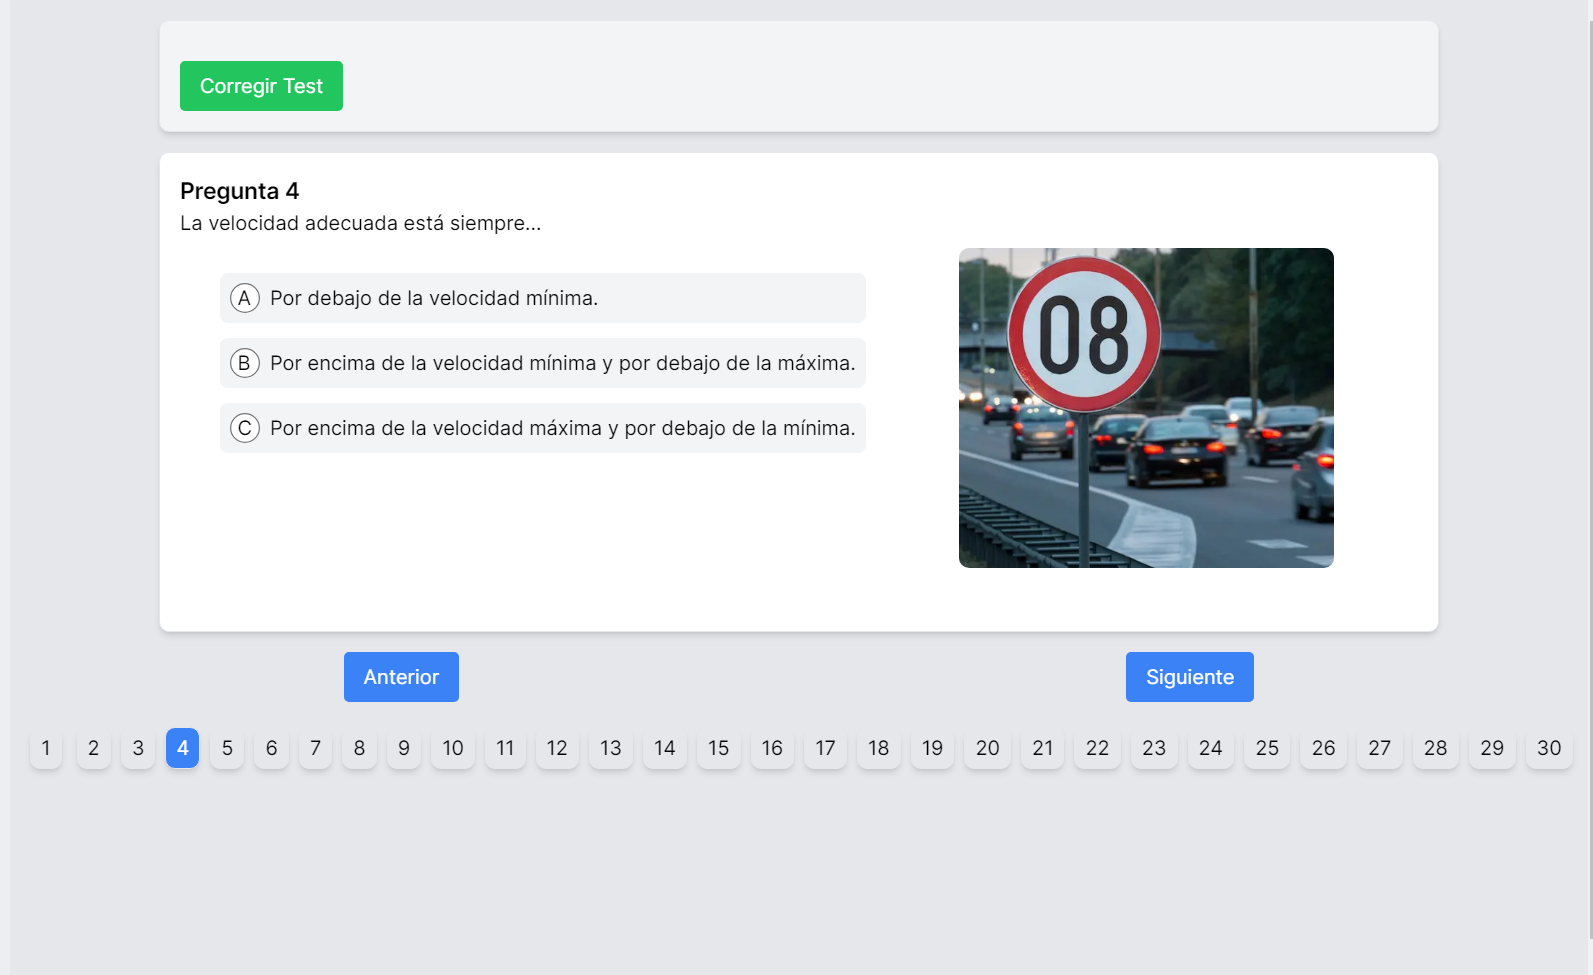 Corregir Test
Pregunta 4
La velocidad adecuada está siempre...
A Por debajo de la velocidad mínima.
B Por encima de la velocidad mínima y por debajo de la máxima.
C Por encima de la velocidad máxima y por debajo de la mínima.
08
Anterior
Siguiente
1 2 3 4 5 6 7 8 9 10 11 12 13 14 15 16 17 18 19 20 21 22 23 24 25 26 27 28 29 30